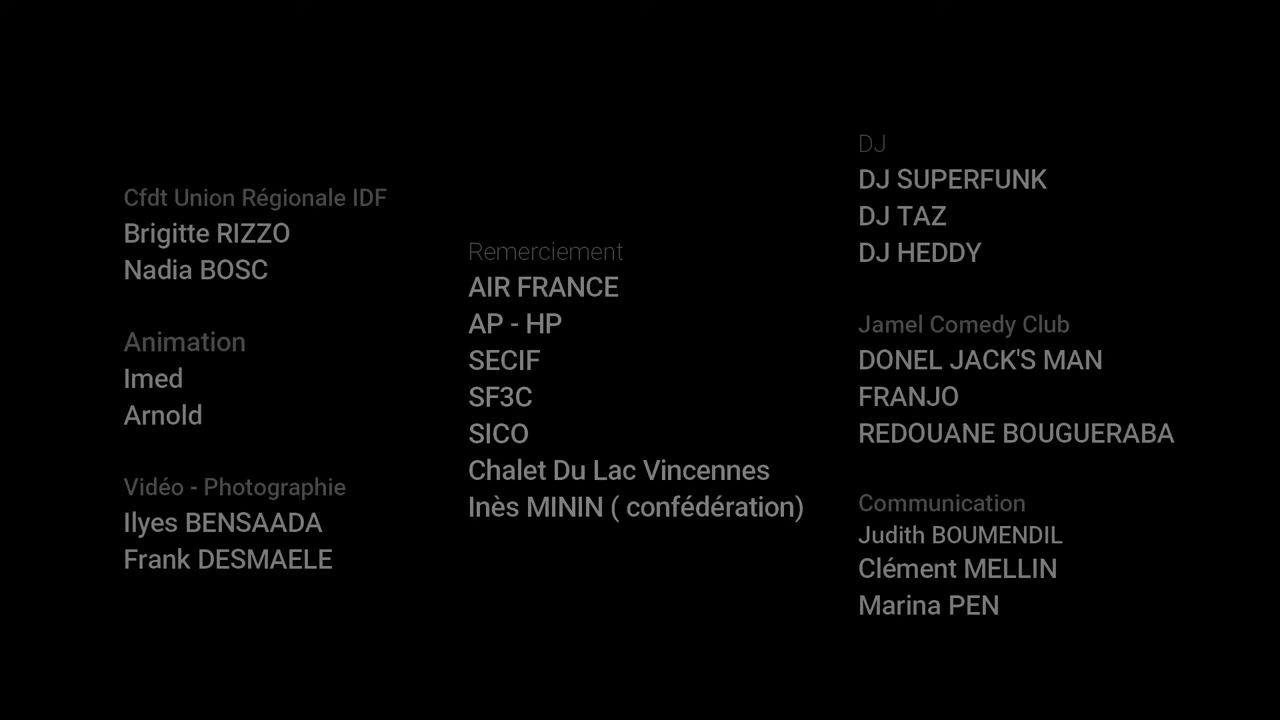 Cfdt Union Régionale IDF
Brigitte RIZZO
Nadia BOSC
Animation
Imed
Arnold
Vidéo - Photographie
Ilyes BENSAADA
Frank DESMAELE
Remerciement
AIR FRANCE
AP - HP
SECIF
SF3C
SICO
Chalet Du Lac Vincennes
Inès MININ ( confédération)
DJ
DJ SUPERFUNK
DJ TAZ
DJ HEDDY
Jamel Comedy Club
DONEL JACK'S MAN
FRANJO
REDOUANE BOUGUERABA
Communication
Judith BOUMENDIL
Clément MELLIN
Marina PEN